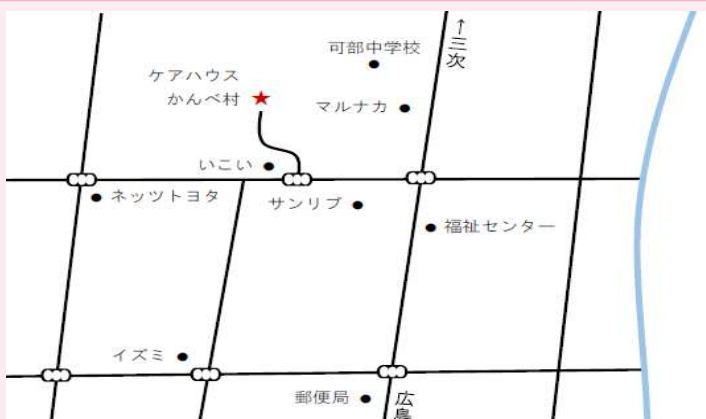 ↑三次
可部中学校
ケアハウス
かんべ村
マルナカ
いこい
ネッツトヨタ
サンリブ
福祉センター
イズミ
郵便局
広島